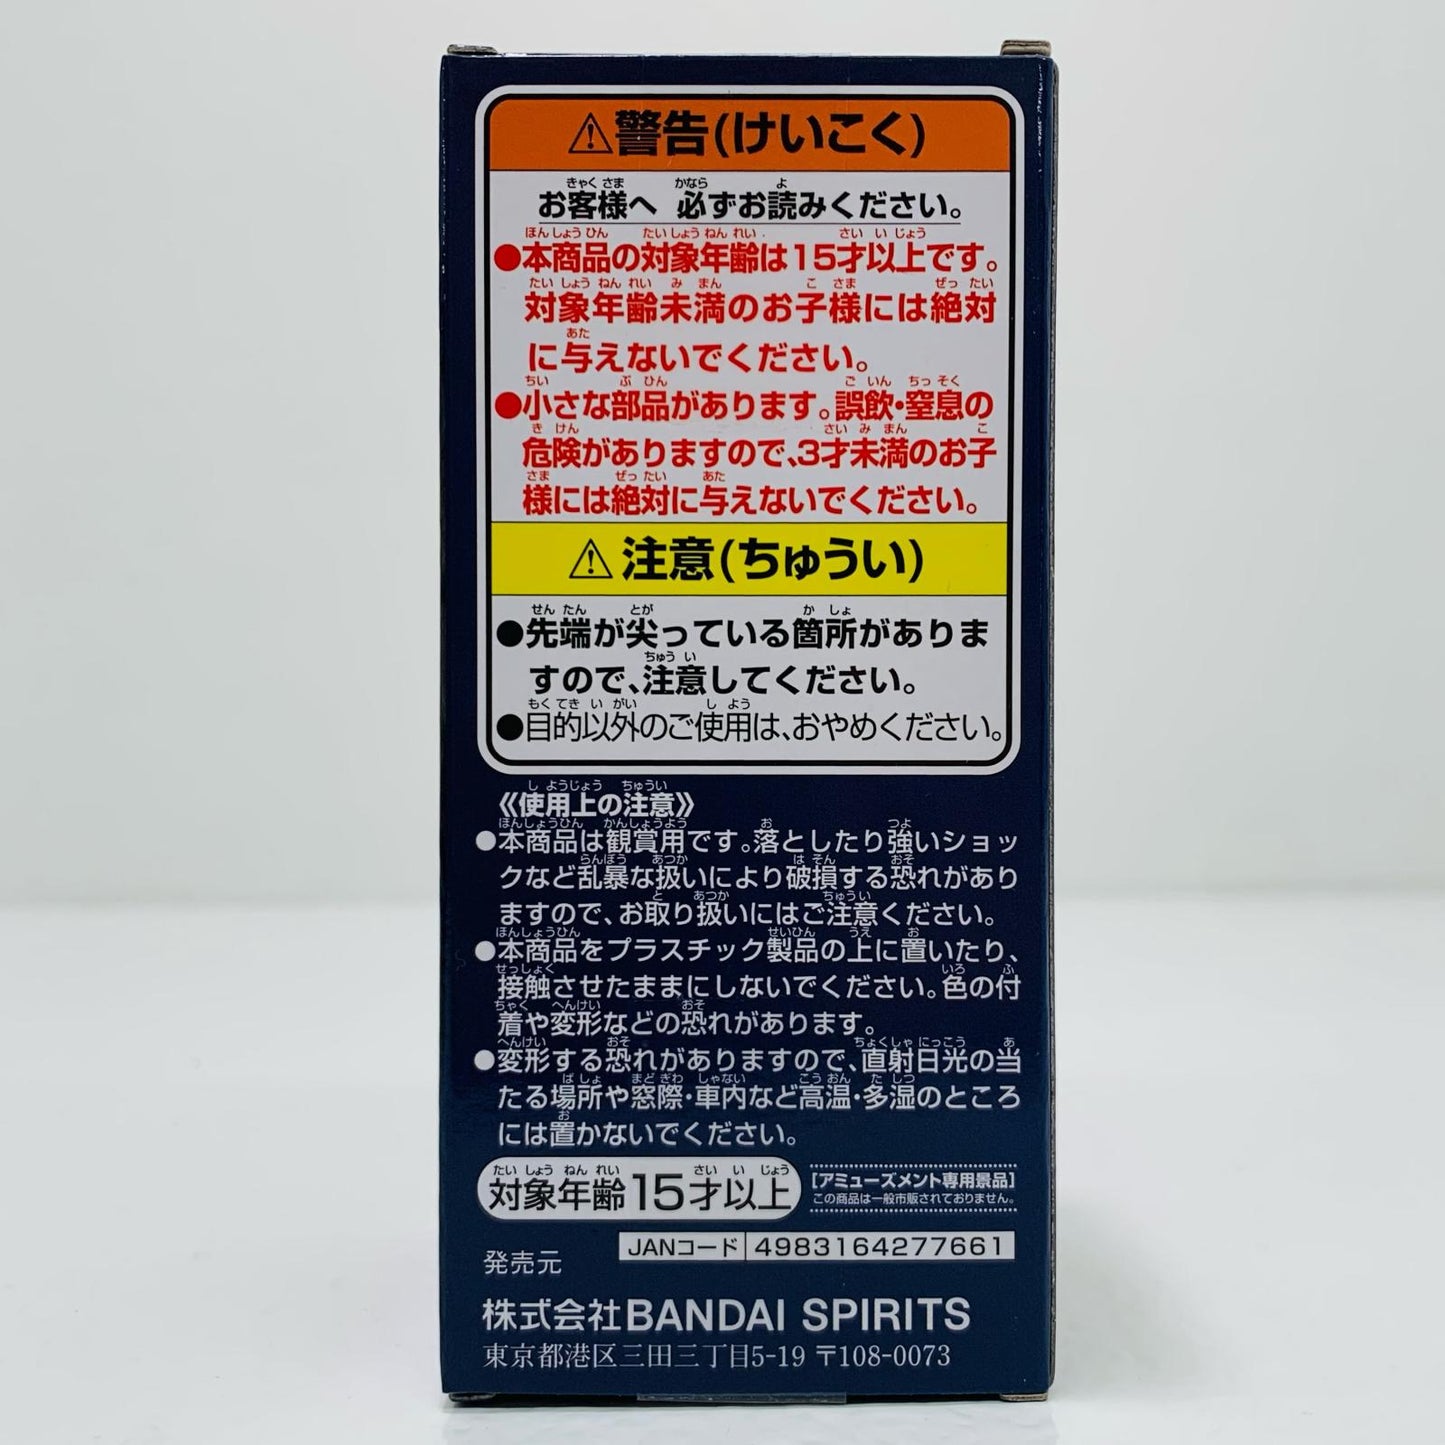 ⚠警告(けいこく)
お客様へ 必ずお読みください。
●本商品の対象年齢は15才以上です。
対象年齢未満のお子様には絶対
に与えないでください。
●小さな部品があります。誤飲・窒息の
危険がありますので、3才未満のお子
様には絶対に与えないでください。
⚠注意(ちゅうい)
●先端が尖っている箇所がありま
すので、注意してください。
●目的以外のご使用は、おやめください。
《使用上の注意》
●本商品は観賞用です。落としたり強いショッ
クなど乱暴な扱いにより破損する恐れがあり
ますので、お取り扱いにはご注意ください。
●本商品をプラスチック製品の上に置いたり、
接触させたままにしないでください。色の付
着や変形などの恐れがあります。
●変形する恐れがありますので、直射日光の当
たる場所や窓際・車内など高温・多湿のところ
には置かないでください。
対象年齢15才以上
[アミューズメント専用景品]
この商品は一般市販されておりません。
JANコード 4983164277661
発売元
株式会社BANDAI SPIRITS
東京都港区三田三丁目5-19 〒108-0073